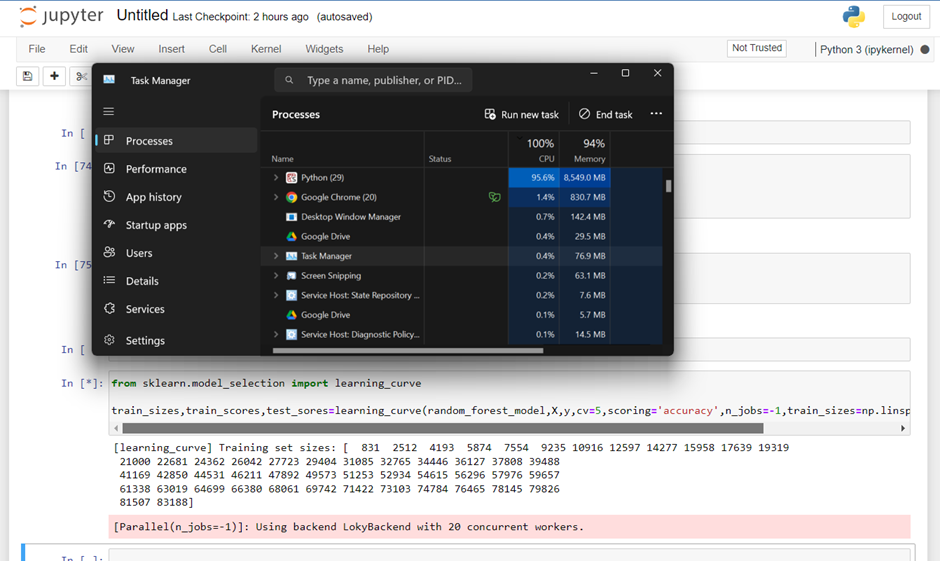 jupyter Untitled Last Checkpoint: 2 hours ago (autosaved)
Logout
File Edit View Insert Cell Kernel Widgets Help
Not Trusted
Python 3 (ipykernel)
Task Manager
Type a name, publisher, or PID...
Processes
Performance
App history
Startup apps
Users
Details
Services
Settings
Processes
Run new task
End task
100% 94%
Name Status CPU Memory
Python (29) 95.6% 8,549.0 MB
Google Chrome (20) 1.4% 830.7 MB
Desktop Window Manager 0.7% 142.4 MB
Google Drive 0.4% 29.5 MB
Task Manager 0.4% 76.9 MB
Screen Snipping 0.2% 63.1 MB
Service Host: State Repository ... 0.2% 7.6 MB
Google Drive 0.1% 5.7 MB
Service Host: Diagnostic Policy... 0.1% 14.5 MB
In [
In [74
In [75
In [
In [*]: from sklearn.model_selection import learning_curve
train_sizes,train_scores,test_sores=learning_curve(random_forest_model,X,y,cv=5,scoring='accuracy',n_jobs=-1,train_sizes=np.linsp
[learning_curve] Training set sizes: [ 831 2512 4193 5874 7554 9235 10916 12597 14277 15958 17639 19319
21000 22681 24362 26042 27723 29404 31085 32765 34446 36127 37808 39488
41169 42850 44531 46211 47892 49573 51253 52934 54615 56296 57976 59657
61338 63019 64699 66380 68061 69742 71422 73103 74784 76465 78145 79826
81507 83188]
[Parallel(n_jobs=-1)]: Using backend LokyBackend with 20 concurrent workers.
In [ ]: